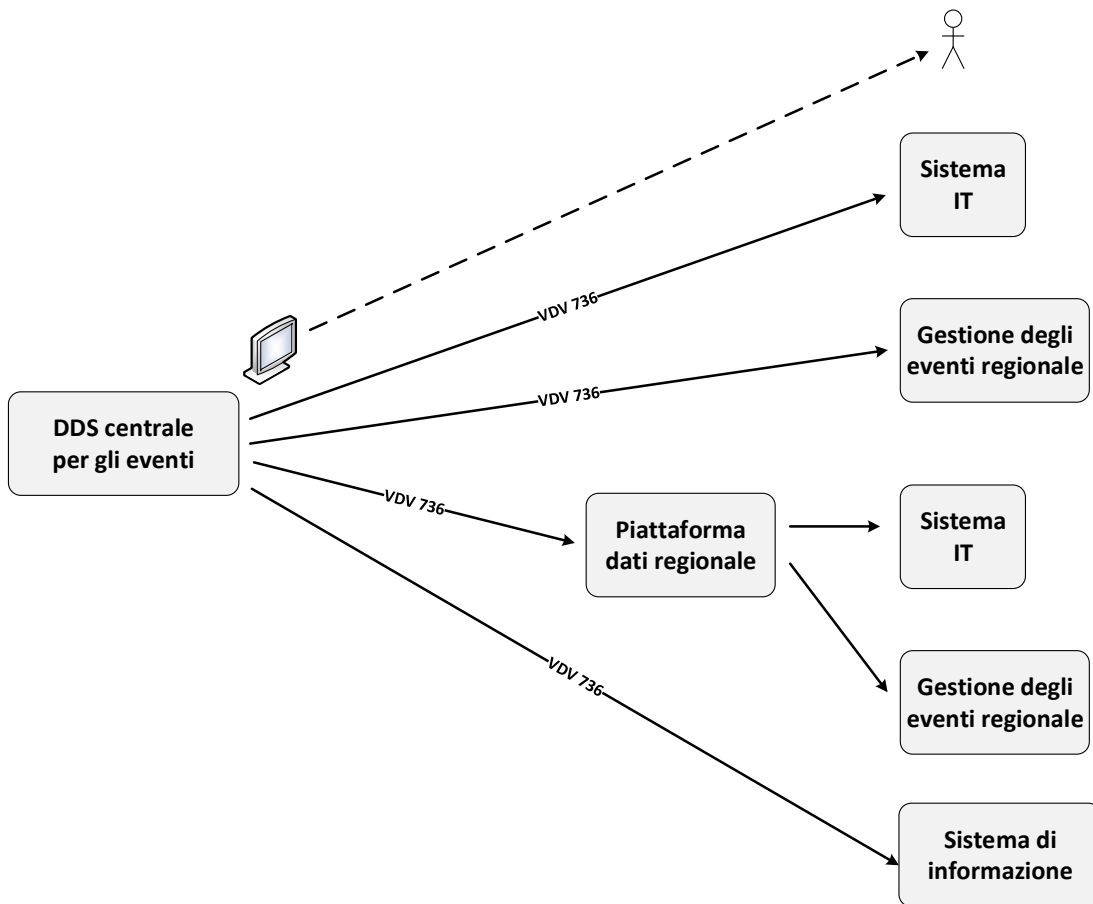 Sistema
IT
VDV 736
Gestione degli
eventi regionale
VDV 736
DDS centrale
per gli eventi
VDV 736
Piattaforma
dati regionale
Sistema
IT
VDV 736
Gestione degli
eventi regionale
Sistema di
informazione